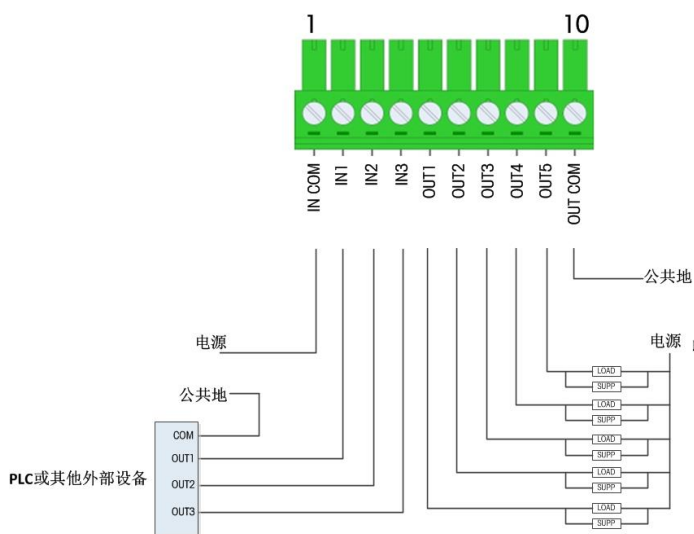 1
10
IN COM
IN1
IN2
IN3
OUT1
OUT2
OUT3
OUT4
OUT5
OUT COM
公共地
电源
电源
公共地
COM
OUT1
OUT2
OUT3
PLC或其他外部设备
LOAD
SUPP
LOAD
SUPP
LOAD
SUPP
LOAD
SUPP
LOAD
SUPP